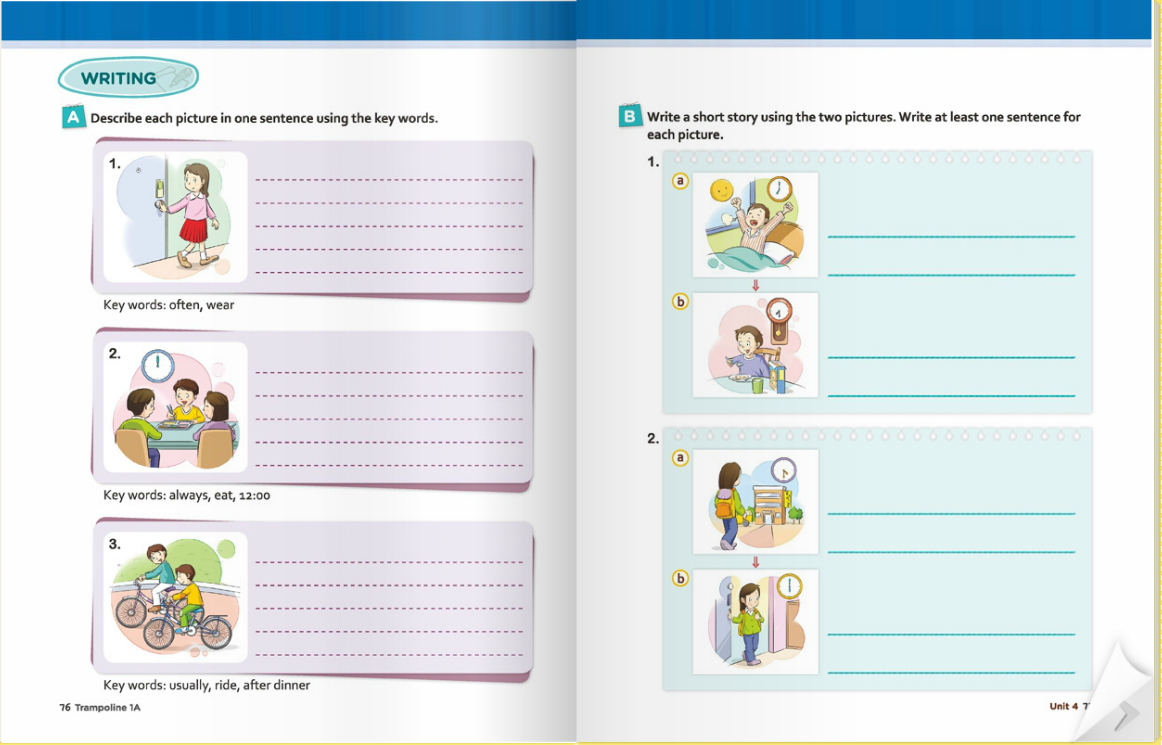 WRITING
A Describe each picture in one sentence using the key words.
1.
Key words: often, wear
2.
Key words: always, eat, 12:00
3.
Key words: usually, ride, after dinner
76 Trampoline 1A
B Write a short story using the two pictures. Write at least one sentence for
each picture.
1.
a
b
2.
a
b
Unit 4